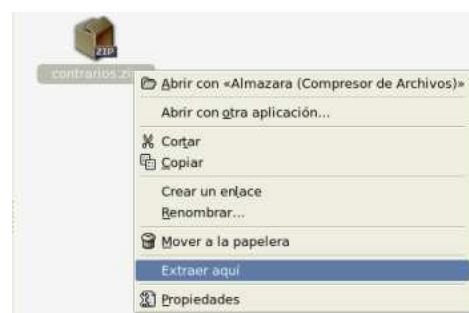 ZIP
contrarios.zip
Abrir con «Almazara (Compresor de Archivos)»
Abrir con otra aplicación...
Cortar
Copiar
Crear un enlace
Renombrar...
Mover a la papelera
Extraer aquí
Propiedades